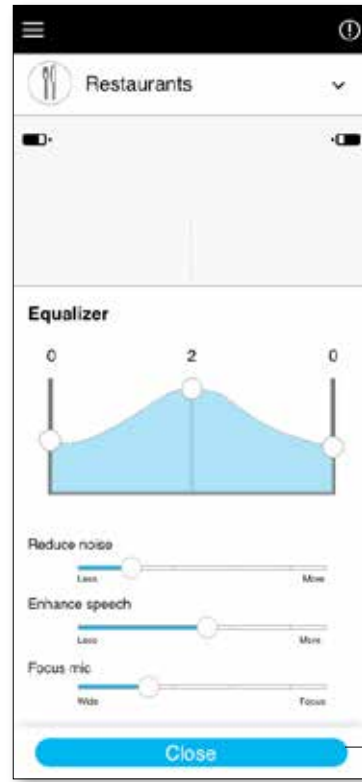 Restaurants
Equalizer
0 2 0
Reduce noise
Less More
Enhance speech
Less More
Focus mic
Wide Focus
Close